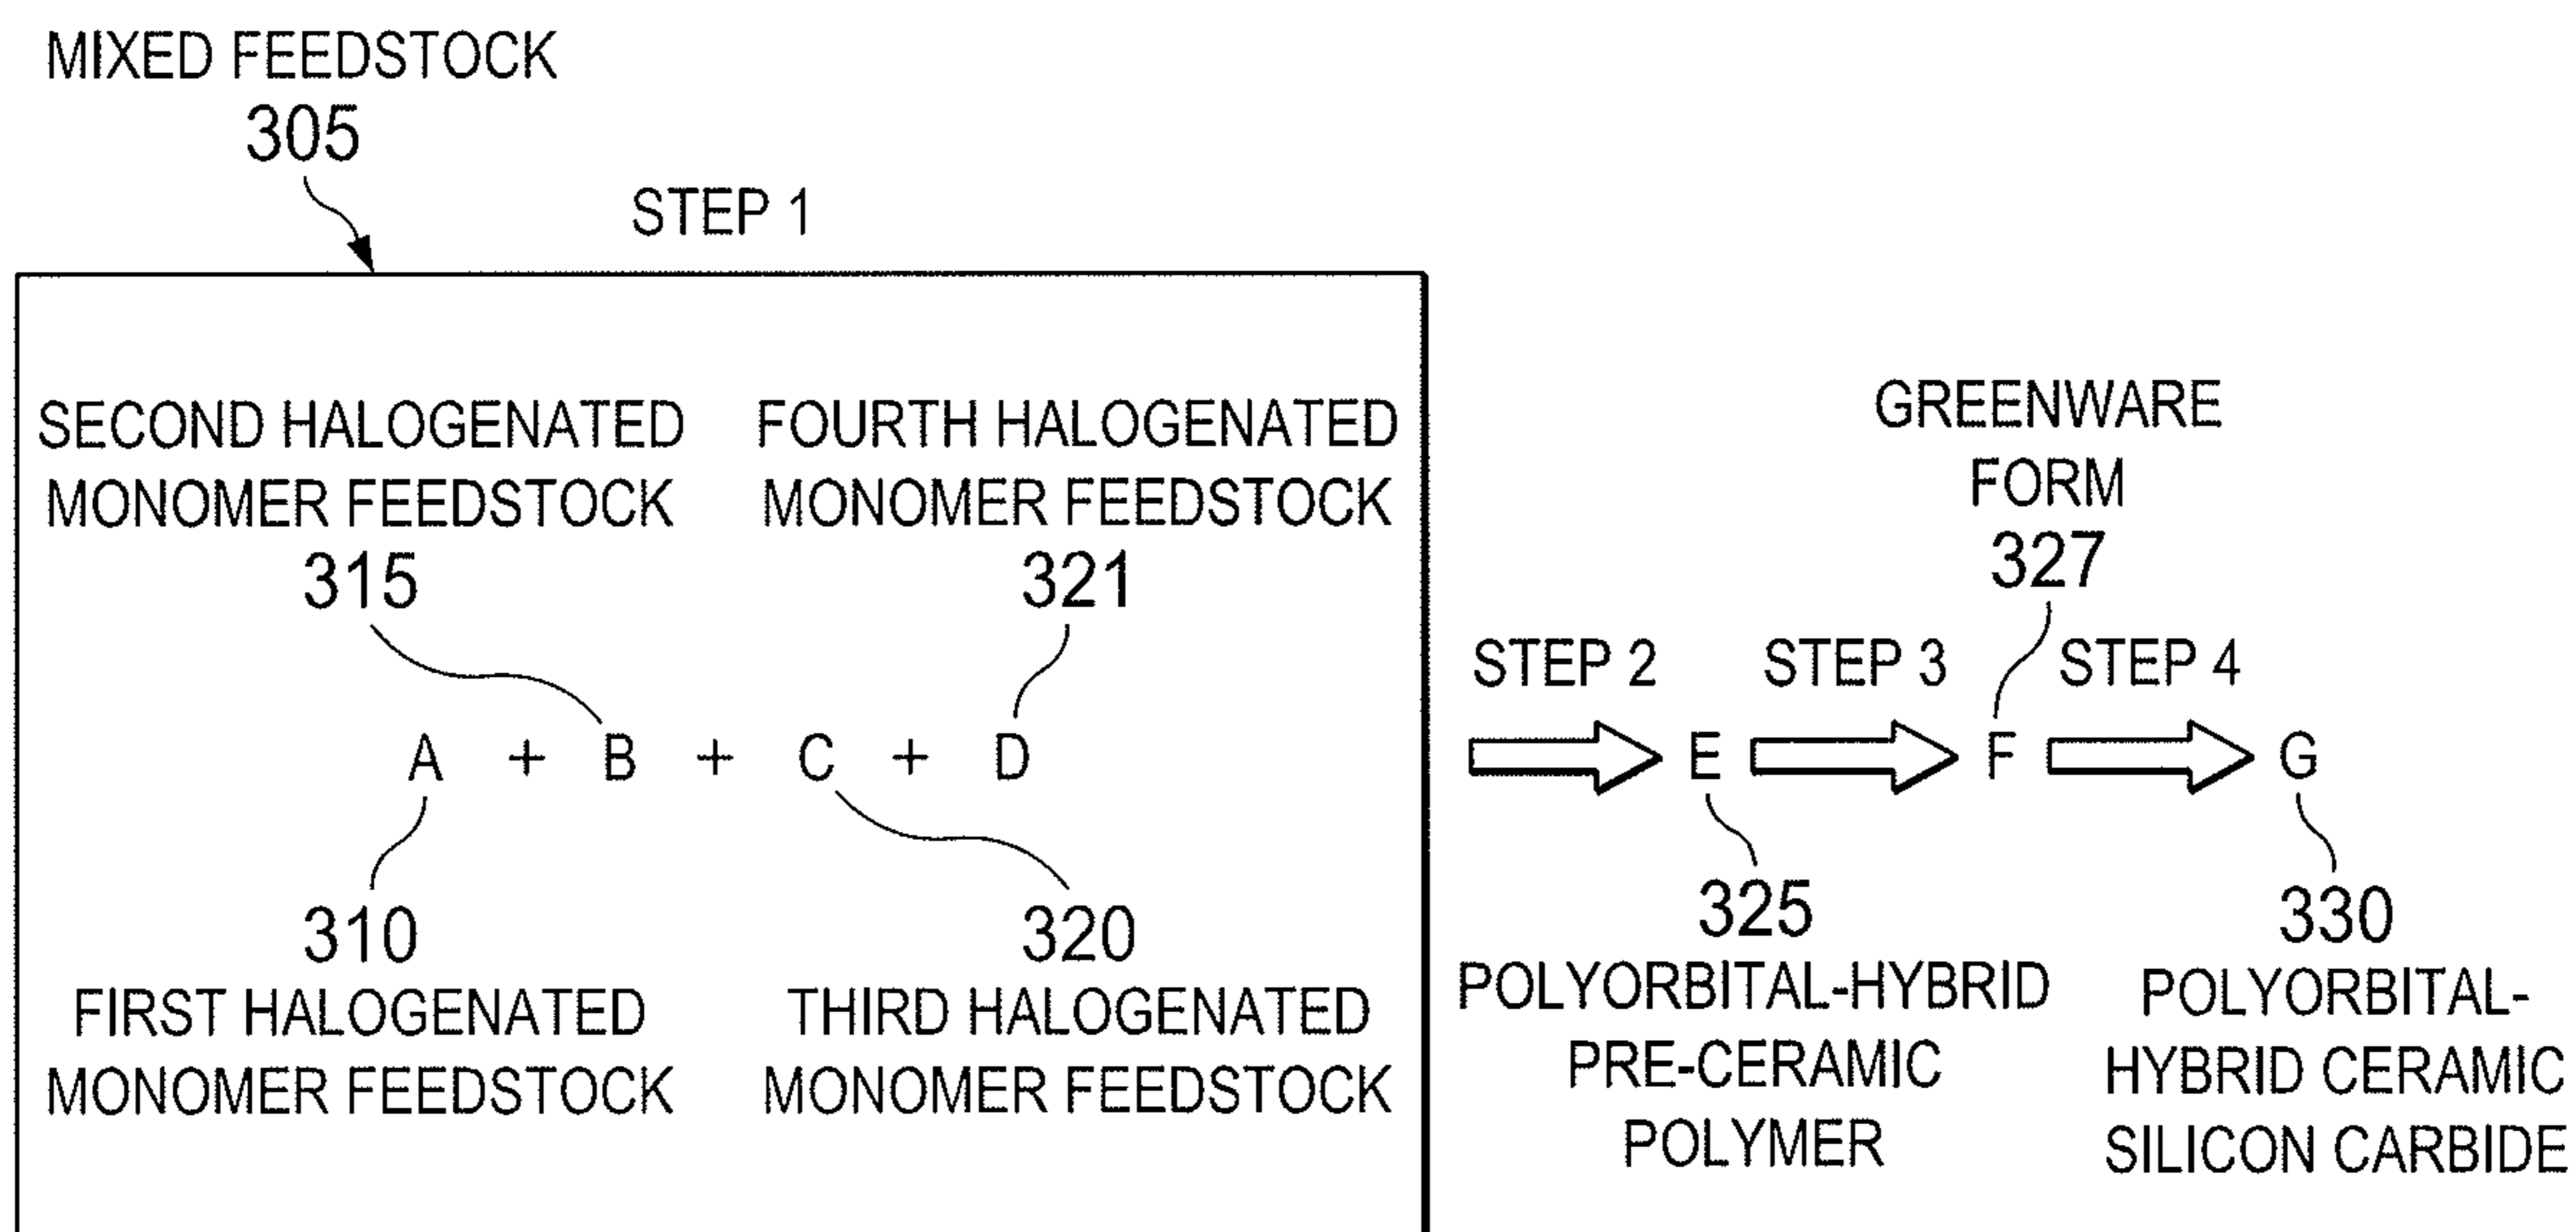 MIXED FEEDSTOCK
305
STEP 1
SECOND HALOGENATED
MONOMER FEEDSTOCK
315
FOURTH HALOGENATED
MONOMER FEEDSTOCK
321
A + B + C + D
310
FIRST HALOGENATED
MONOMER FEEDSTOCK
320
THIRD HALOGENATED
MONOMER FEEDSTOCK
GREENWARE
FORM
327
STEP 2 STEP 3 STEP 4
E F G
325
POLYORBITAL-HYBRID
PRE-CERAMIC
POLYMER
330
POLYORBITAL-
HYBRID CERAMIC
SILICON CARBIDE